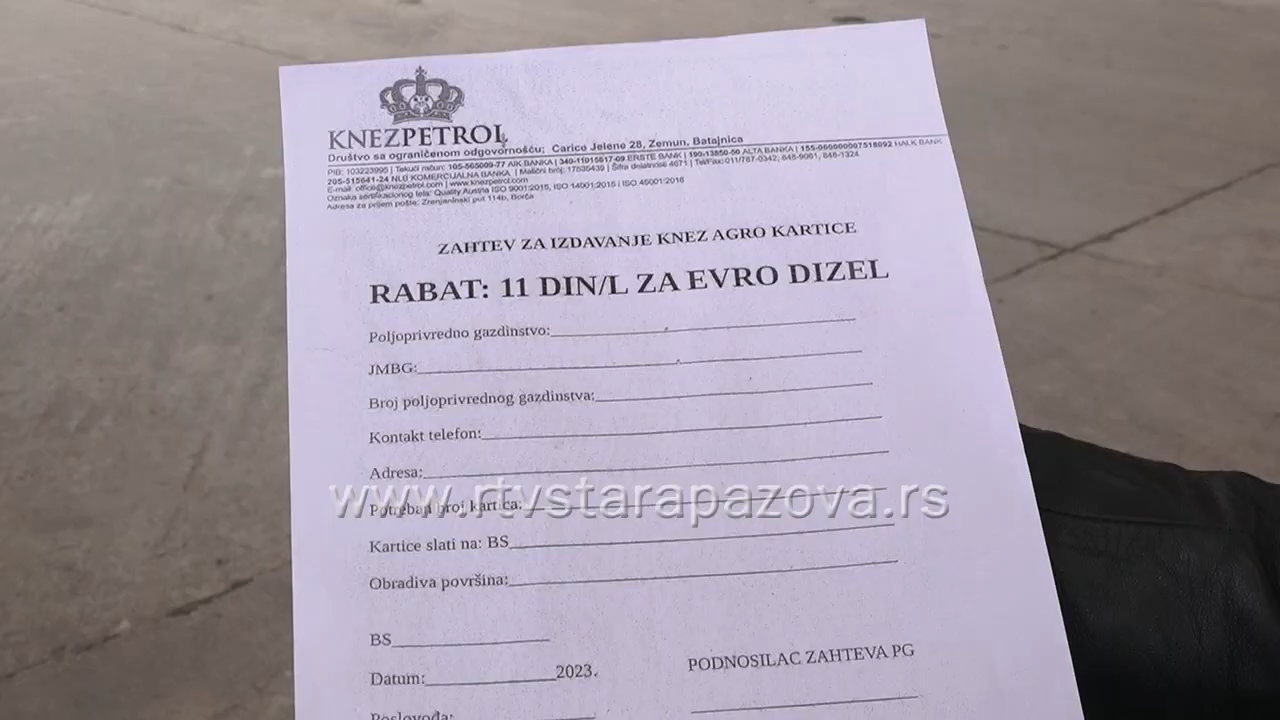 KNEZPETROL
Društvo sa ograničenom odgovornošću; Carice Jelene 28, Zemun, Batajnica
PIB: 103223995 | Tekući računi: 105-505009-77 AIK BANKA | 340-11015817-09 ERSTE BANK | 190-13850-50 ALTA BANKA | 155-0000000007518092 HALK BANK
205-515641-24 NLB KOMERCIJALNA BANKA | Matični broj: 17535439 | Šifra delatnosti 4671 | Tel/Fax: 011/787-0342; 848-9061, 848-1324
E-mail: office@knezpetrol.com | www.knezpetrol.com
Oznaka sertifikacionog tela: Quality Austria ISO 9001:2015, ISO 14001:2015 i ISO 45001:2018
Adresa za prijem pošte: Zrenjaninski put 114b, Borča
ZAHTEV ZA IZDAVANJE KNEZ AGRO KARTICE
RABAT: 11 DIN/L ZA EVRO DIZEL
Poljoprivredno gazdinstvo:
JMBG:
Broj poljoprivrednog gazdinstva:
Kontakt telefon:
Adresa:
www.rtvstarapazova.rs
Potreban broj kartica:
Kartice slati na: BS
Obradiva površina:
BS
Datum: 2023.
PODNOSILAC ZAHTEVA PG
Poslovođa: